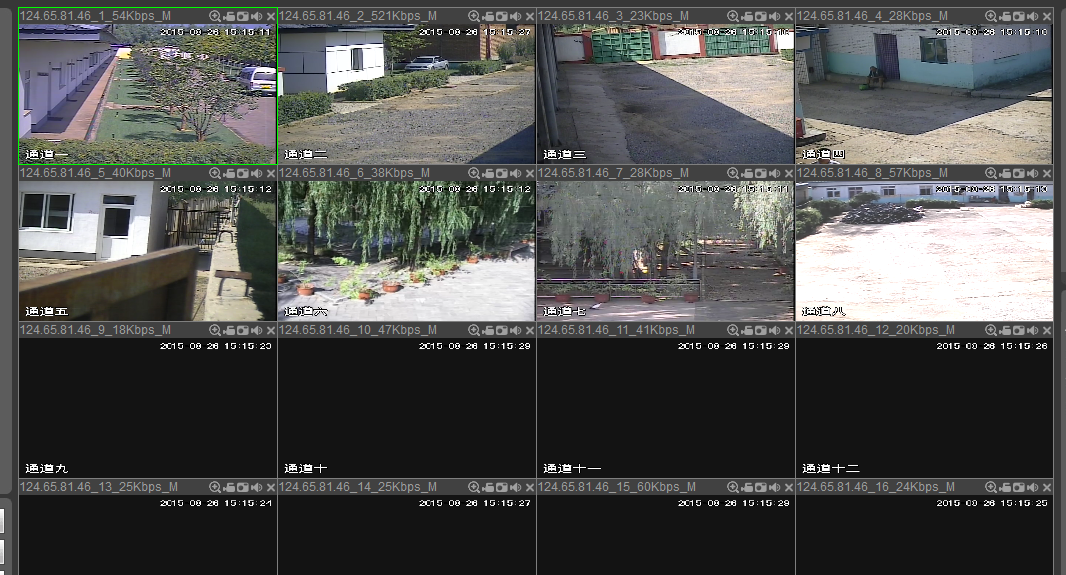 124.65.81.46_1_54Kbps_M
124.65.81.46_2_521Kbps_M
124.65.81.46_3_23Kbps_M
124.65.81.46_4_28Kbps_M
2015-08-26 15:15:11
2015-08-26 15:15:27
2015-08-26 15:15:10
通道一
通道二
通道三
通道四
124.65.81.46_5_40Kbps_M
124.65.81.46_6_38Kbps_M
124.65.81.46_7_28Kbps_M
124.65.81.46_8_57Kbps_M
2015-08-26 15:15:12
2015-08-26 15:15:12
2015-08-26 15:15:11
2015-08-26 15:15:10
通道五
通道六
通道七
通道八
124.65.81.46_9_18Kbps_M
124.65.81.46_10_47Kbps_M
124.65.81.46_11_41Kbps_M
124.65.81.46_12_20Kbps_M
2015-08-26 15:15:23
2015-08-26 15:15:29
2015-08-26 15:15:29
2015-08-26 15:15:26
通道九
通道十
通道十一
通道十二
124.65.81.46_13_25Kbps_M
124.65.81.46_14_25Kbps_M
124.65.81.46_15_60Kbps_M
124.65.81.46_16_24Kbps_M
2015-08-26 15:15:24
2015-08-26 15:15:27
2015-08-26 15:15:29
2015-08-26 15:15:25